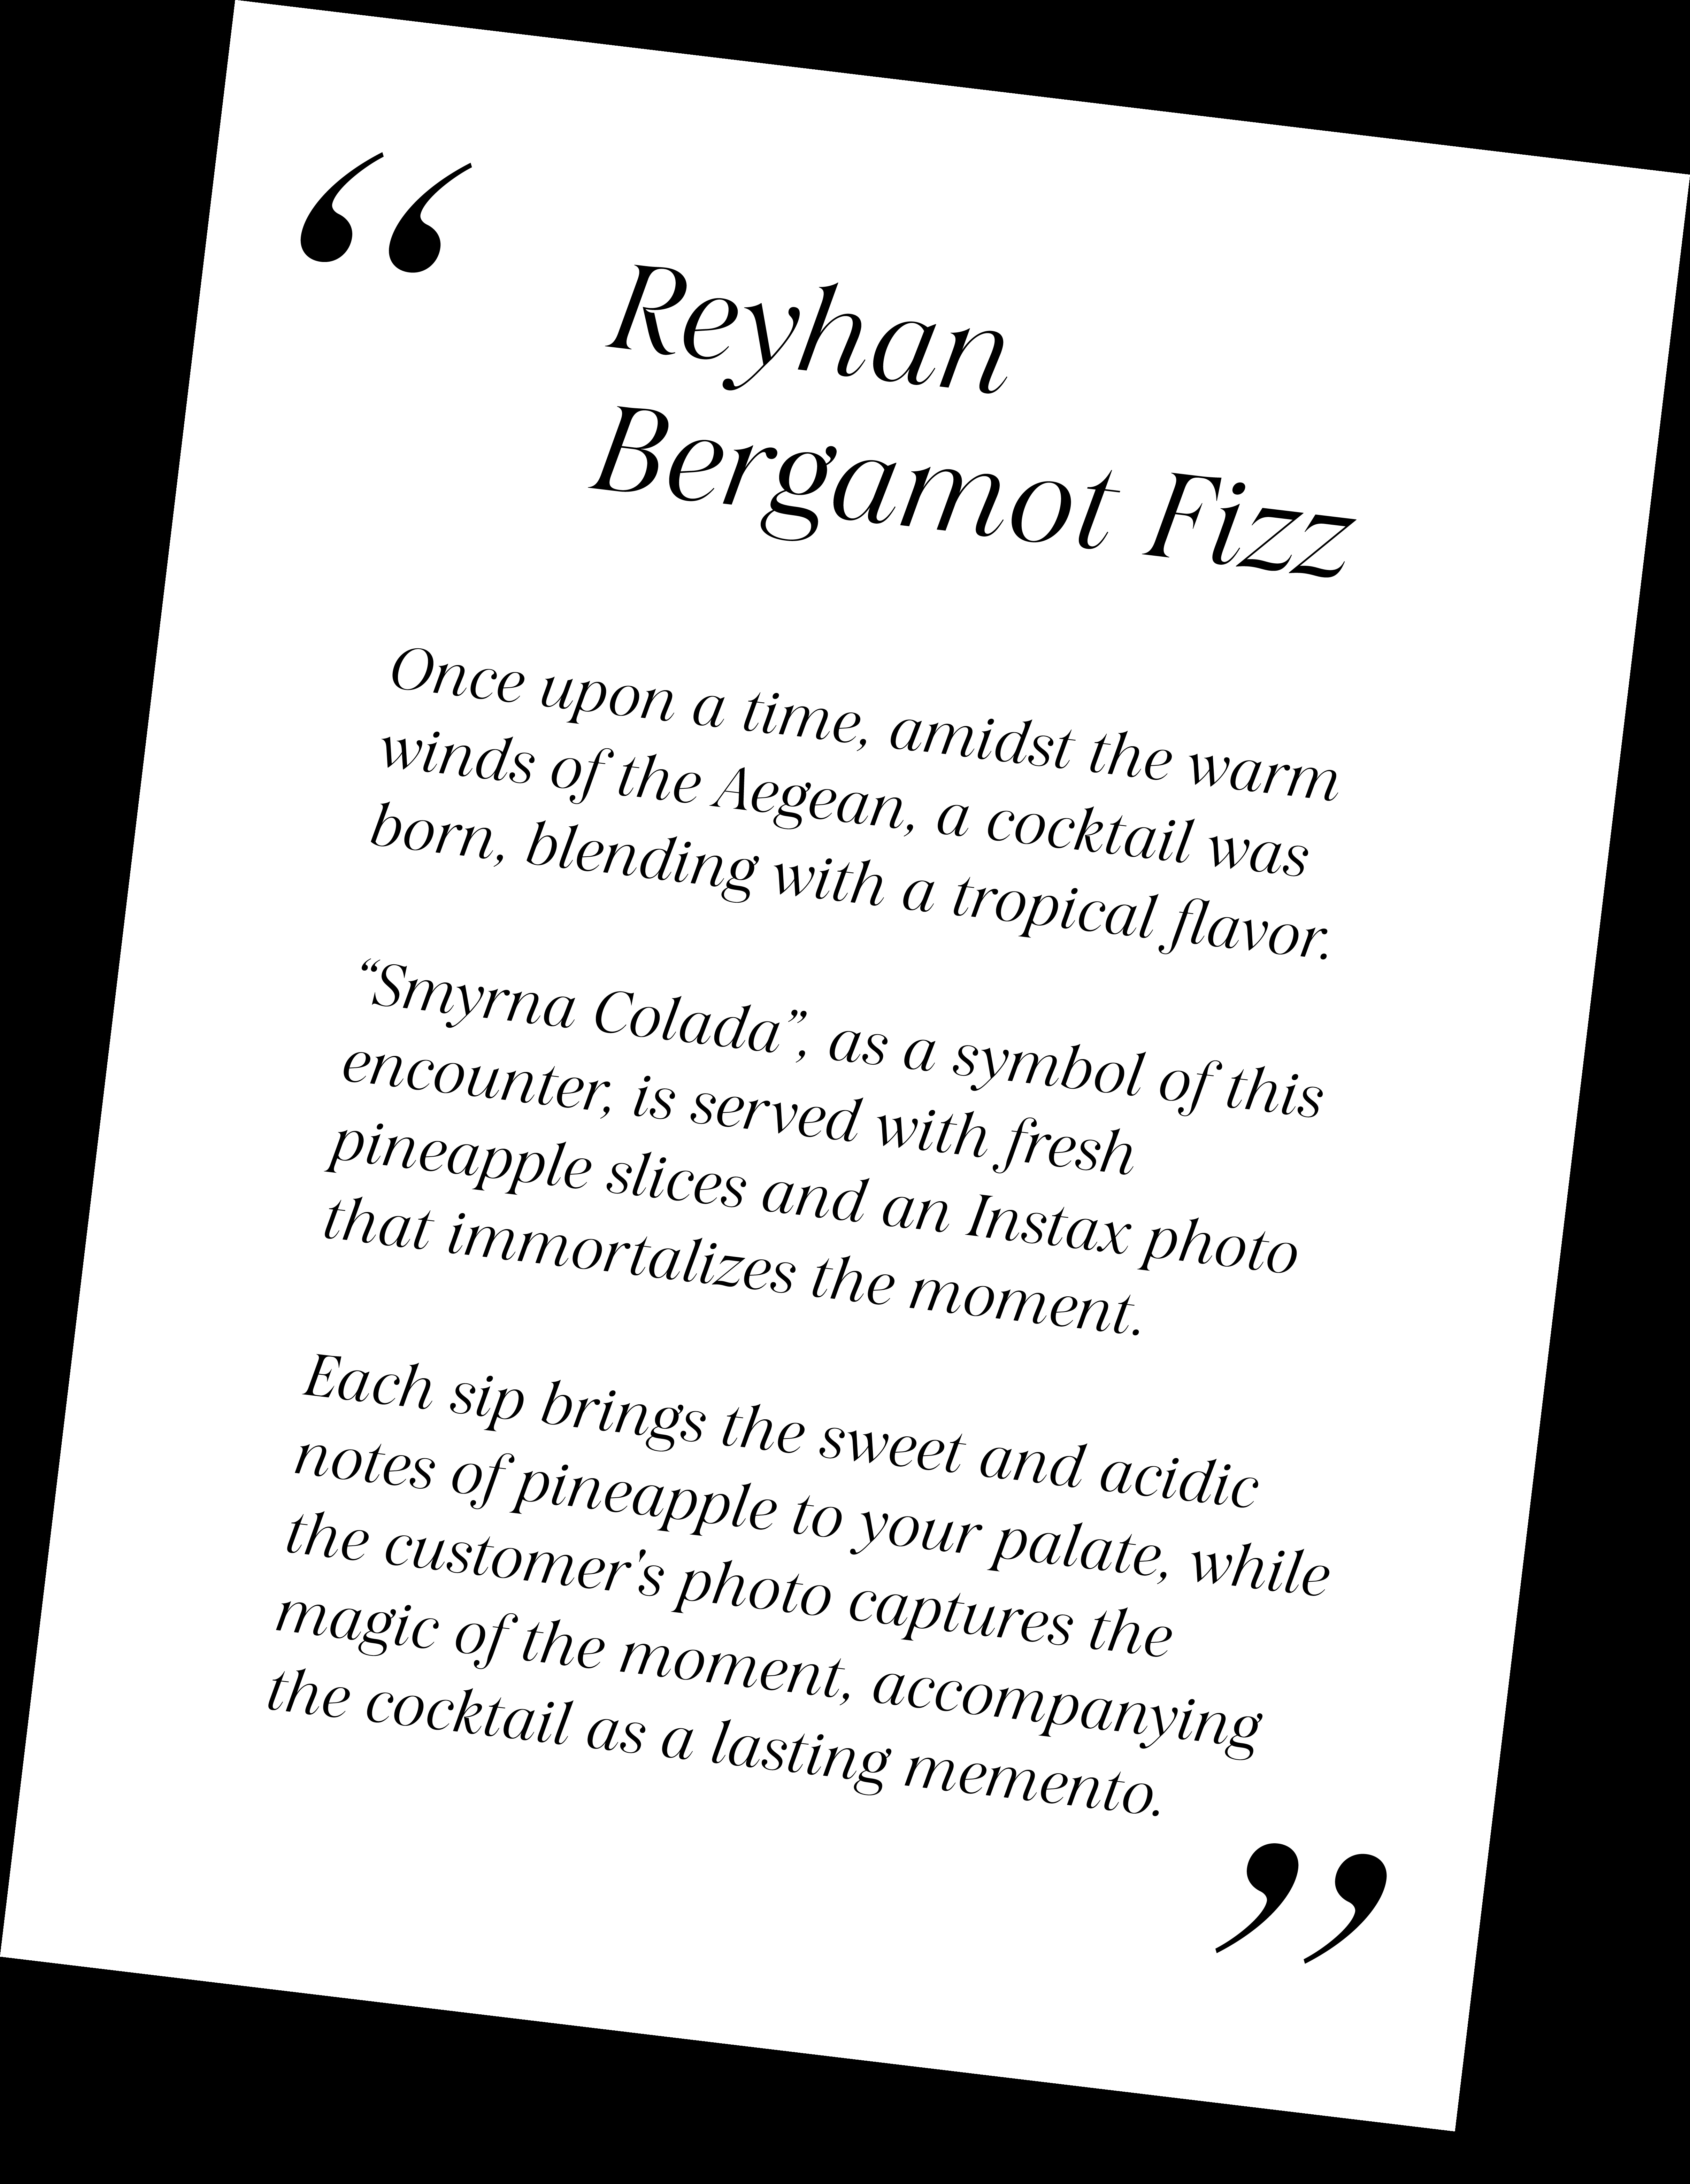 “
Reyhan
Bergamot Fizz
Once upon a time, amidst the warm
winds of the Aegean, a cocktail was
born, blending with a tropical flavor.
“Smyrna Colada”, as a symbol of this
encounter, is served with fresh
pineapple slices and an Instax photo
that immortalizes the moment.
Each sip brings the sweet and acidic
notes of pineapple to your palate, while
the customer's photo captures the
magic of the moment, accompanying
the cocktail as a lasting memento.
”